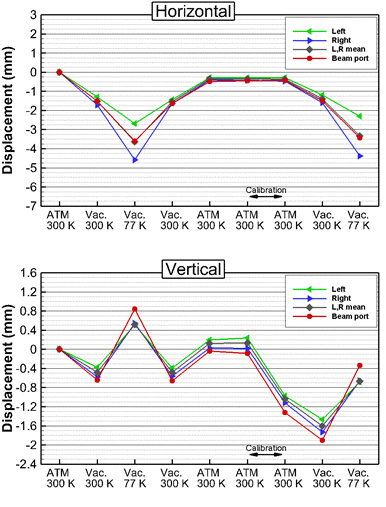 Horizontal
Displacement (mm)
3
2
1
0
-1
-2
-3
-4
-5
-6
-7
Left
Right
L,R mean
Beam port
Calibration
ATM Vac. Vac. Vac. ATM ATM ATM Vac. Vac.
300 K 300 K 77 K 300 K 300 K 300 K 300 K 300 K 77 K
Vertical
Displacement (mm)
1.6
1.2
0.8
0.4
0
-0.4
-0.8
-1.2
-1.6
-2
-2.4
Left
Right
L,R mean
Beam port
Calibration
ATM Vac. Vac. Vac. ATM ATM ATM Vac. Vac.
300 K 300 K 77 K 300 K 300 K 300 K 300 K 300 K 77 K